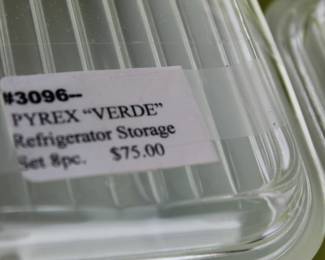 #3096--
PYREX “VERDE”
Refrigerator Storage
Set 8pc. $75.00